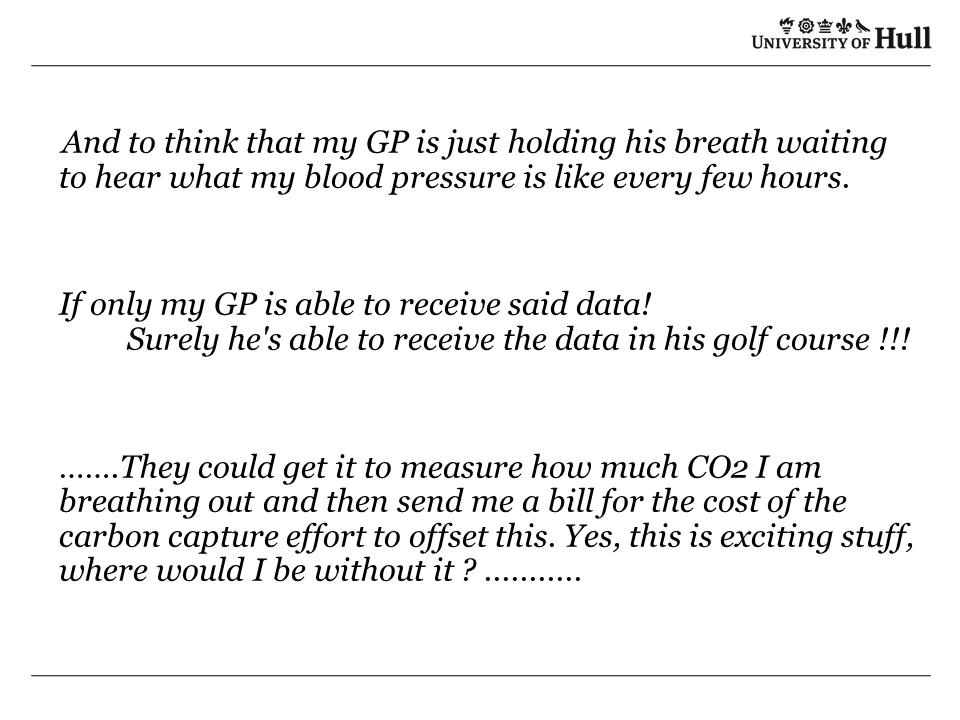 UNIVERSITY OF Hull
And to think that my GP is just holding his breath waiting
to hear what my blood pressure is like every few hours.
If only my GP is able to receive said data!
Surely he's able to receive the data in his golf course !!!
.......They could get it to measure how much CO2 I am
breathing out and then send me a bill for the cost of the
carbon capture effort to offset this. Yes, this is exciting stuff,
where would I be without it ? ...........